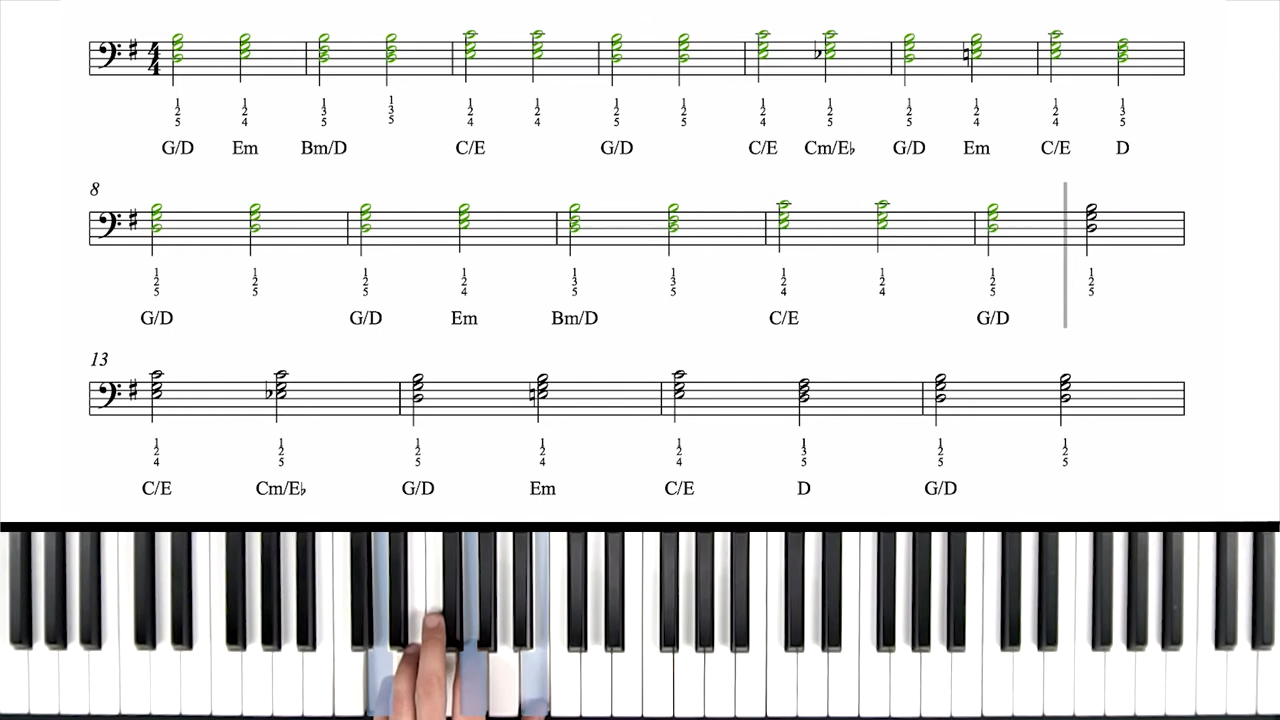 4
4
1 1 1 1 1 1 1 1 1 1 1 1 1 1
2 2 3 3 2 2 2 2 2 2 2 2 2 3
5 4 5 5 4 4 5 5 4 5 5 4 4 5
G/D Em Bm/D C/E G/D C/E Cm/E♭ G/D Em C/E D
8
1 1 1 1 1 1 1 1 1 1
2 2 2 2 3 3 2 2 2 2
5 5 5 4 5 5 4 4 5 5
G/D G/D Em Bm/D C/E G/D
13
1 1 1 1 1 1 1 1
2 2 2 2 2 3 2 2
4 5 5 4 4 5 5 5
C/E Cm/E♭ G/D Em C/E D G/D